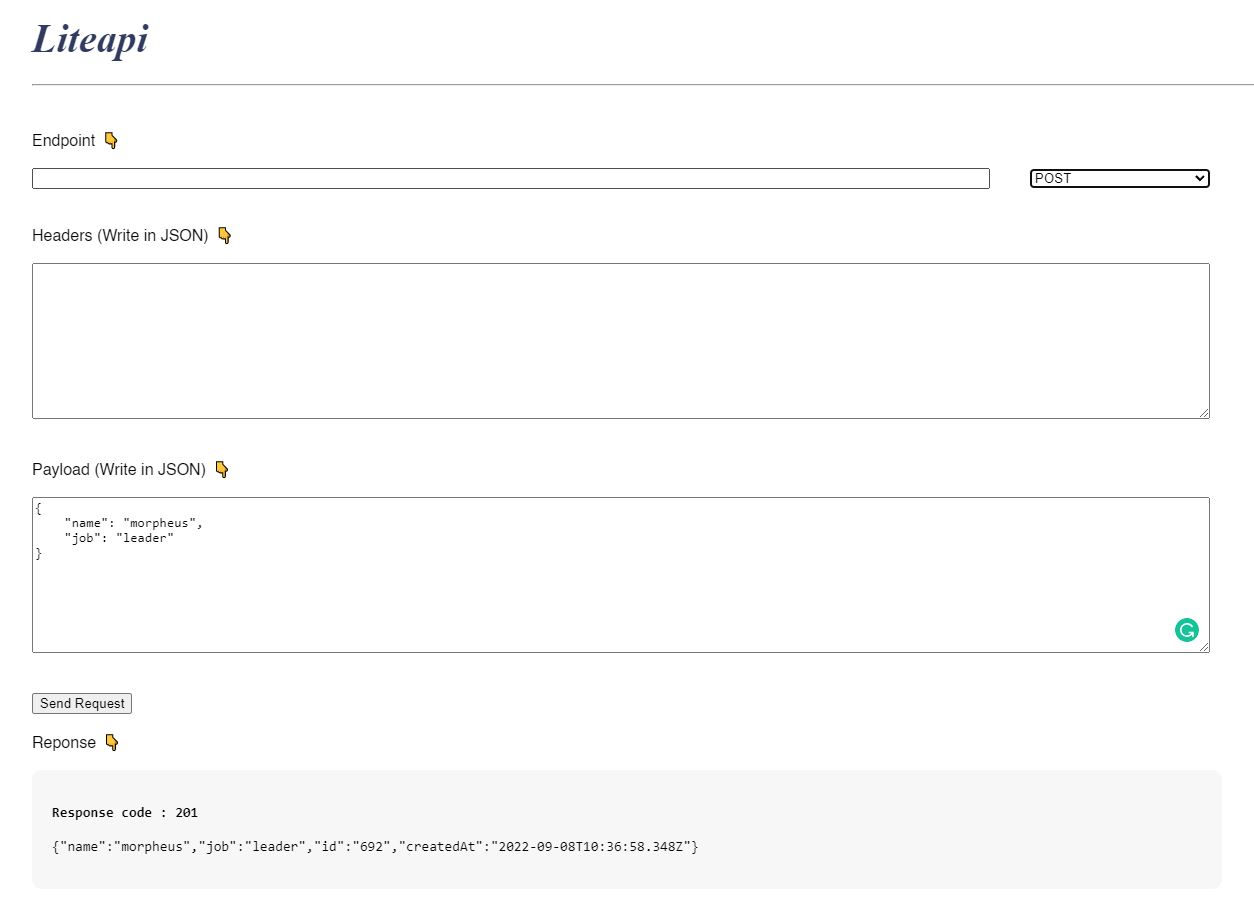 Liteapi
Endpoint 👇
POST
Headers (Write in JSON) 👇
Payload (Write in JSON) 👇
{
    "name": "morpheus",
    "job": "leader"
}
Send Request
Reponse 👇
Response code : 201
{"name":"morpheus","job":"leader","id":"692","createdAt":"2022-09-08T10:36:58.348Z"}